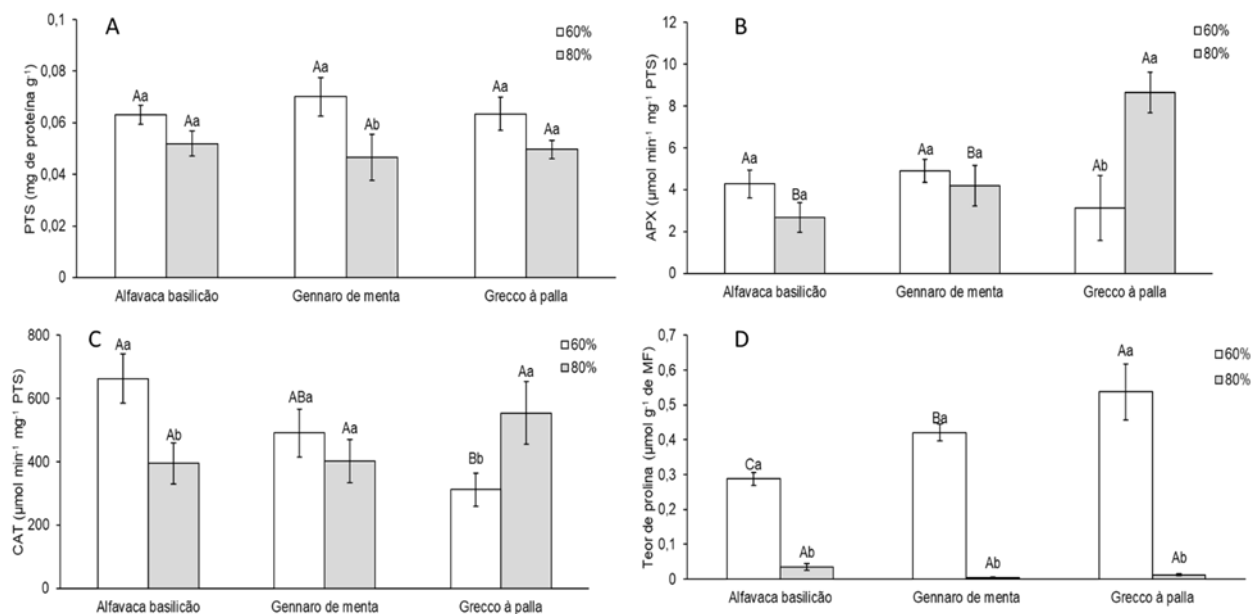 A
60%
80%
PTS (mg de proteína g⁻¹)
0,1
0,08
0,06
0,04
0,02
0
Aa
Aa
Aa
Ab
Aa
Aa
Alfavaca basilicão
Gennaro de menta
Grecco à palla
B
60%
80%
APX (µmol min⁻¹ mg⁻¹ PTS)
12
10
8
6
4
2
0
Aa
Ba
Aa
Ba
Ab
Aa
Alfavaca basilicão
Gennaro de menta
Grecco à palla
C
60%
80%
CAT (µmol min⁻¹ mg⁻¹ PTS)
800
600
400
200
0
Aa
Ab
ABa
Aa
Bb
Aa
Alfavaca basilicão
Gennaro de menta
Grecco à palla
D
60%
80%
Teor de prolina (µmol g⁻¹ de MF)
0,7
0,6
0,5
0,4
0,3
0,2
0,1
0
Ca
Ab
Ba
Ab
Aa
Ab
Alfavaca basilicão
Gennaro de menta
Grecco à palla